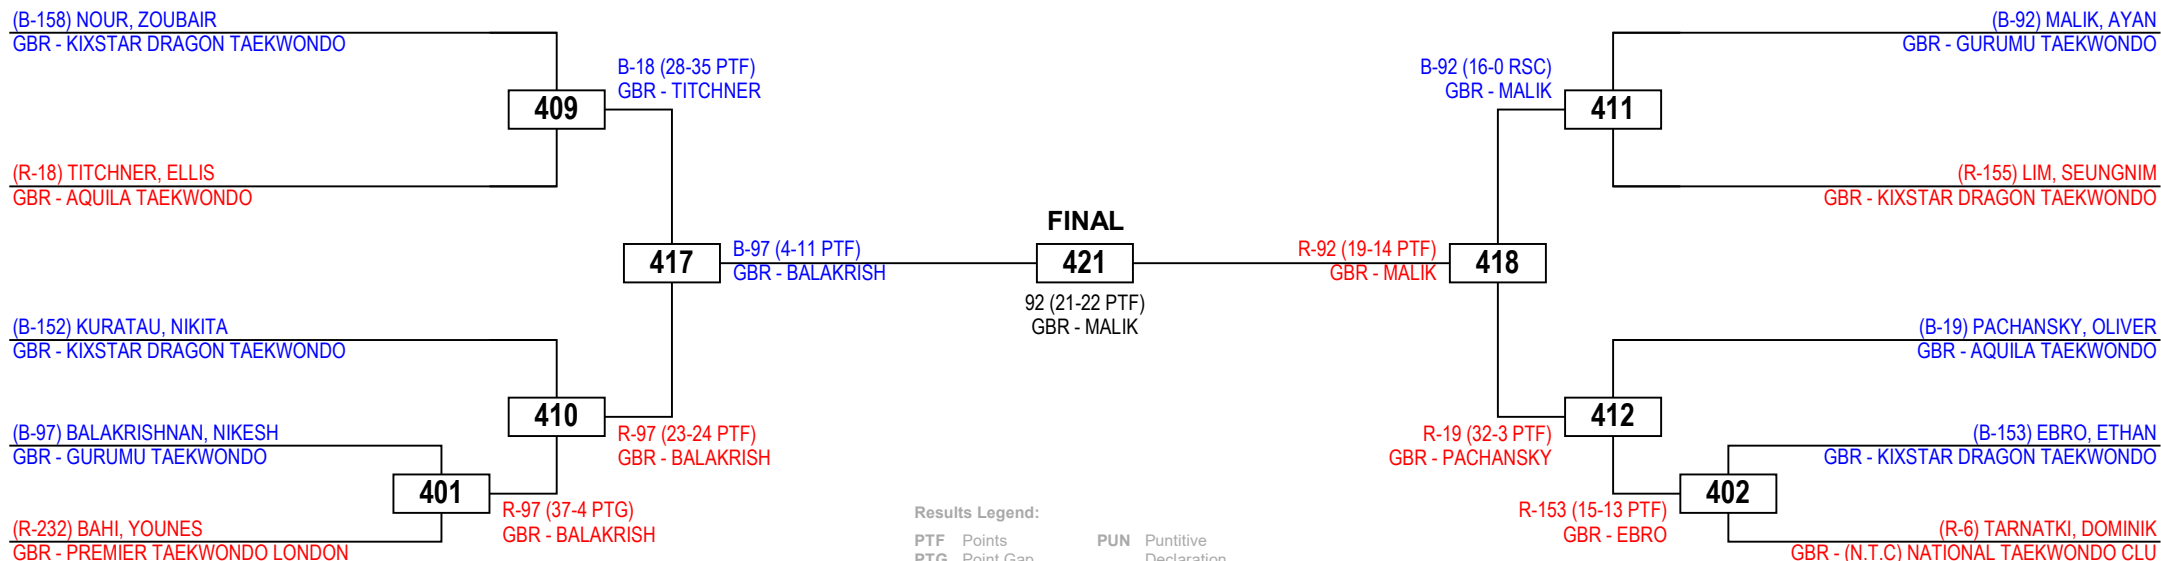 (B-158) NOUR, ZOUBAIR
GBR - KIXSTAR DRAGON TAEKWONDO
B-18 (28-35 PTF)
GBR - TITCHNER
409
(R-18) TITCHNER, ELLIS
GBR - AQUILA TAEKWONDO
417
B-97 (4-11 PTF)
GBR - BALAKRISH
(B-152) KURATAU, NIKITA
GBR - KIXSTAR DRAGON TAEKWONDO
410
R-97 (23-24 PTF)
GBR - BALAKRISH
(B-97) BALAKRISHNAN, NIKESH
GBR - GURUMU TAEKWONDO
401
R-97 (37-4 PTG)
GBR - BALAKRISH
(R-232) BAHI, YOUNES
GBR - PREMIER TAEKWONDO LONDON
FINAL
421
92 (21-22 PTF)
GBR - MALIK
(B-92) MALIK, AYAN
GBR - GURUMU TAEKWONDO
B-92 (16-0 RSC)
GBR - MALIK
411
(R-155) LIM, SEUNGNIM
GBR - KIXSTAR DRAGON TAEKWONDO
R-92 (19-14 PTF)
GBR - MALIK
418
(B-19) PACHANSKY, OLIVER
GBR - AQUILA TAEKWONDO
412
R-19 (32-3 PTF)
GBR - PACHANSKY
(B-153) EBRO, ETHAN
GBR - KIXSTAR DRAGON TAEKWONDO
402
R-153 (15-13 PTF)
GBR - EBRO
(R-6) TARNATKI, DOMINIK
GBR - (N.T.C) NATIONAL TAEKWONDO CLU
Results Legend:
PTF Points PUN Puntitive
PTG Point Gap Declaration